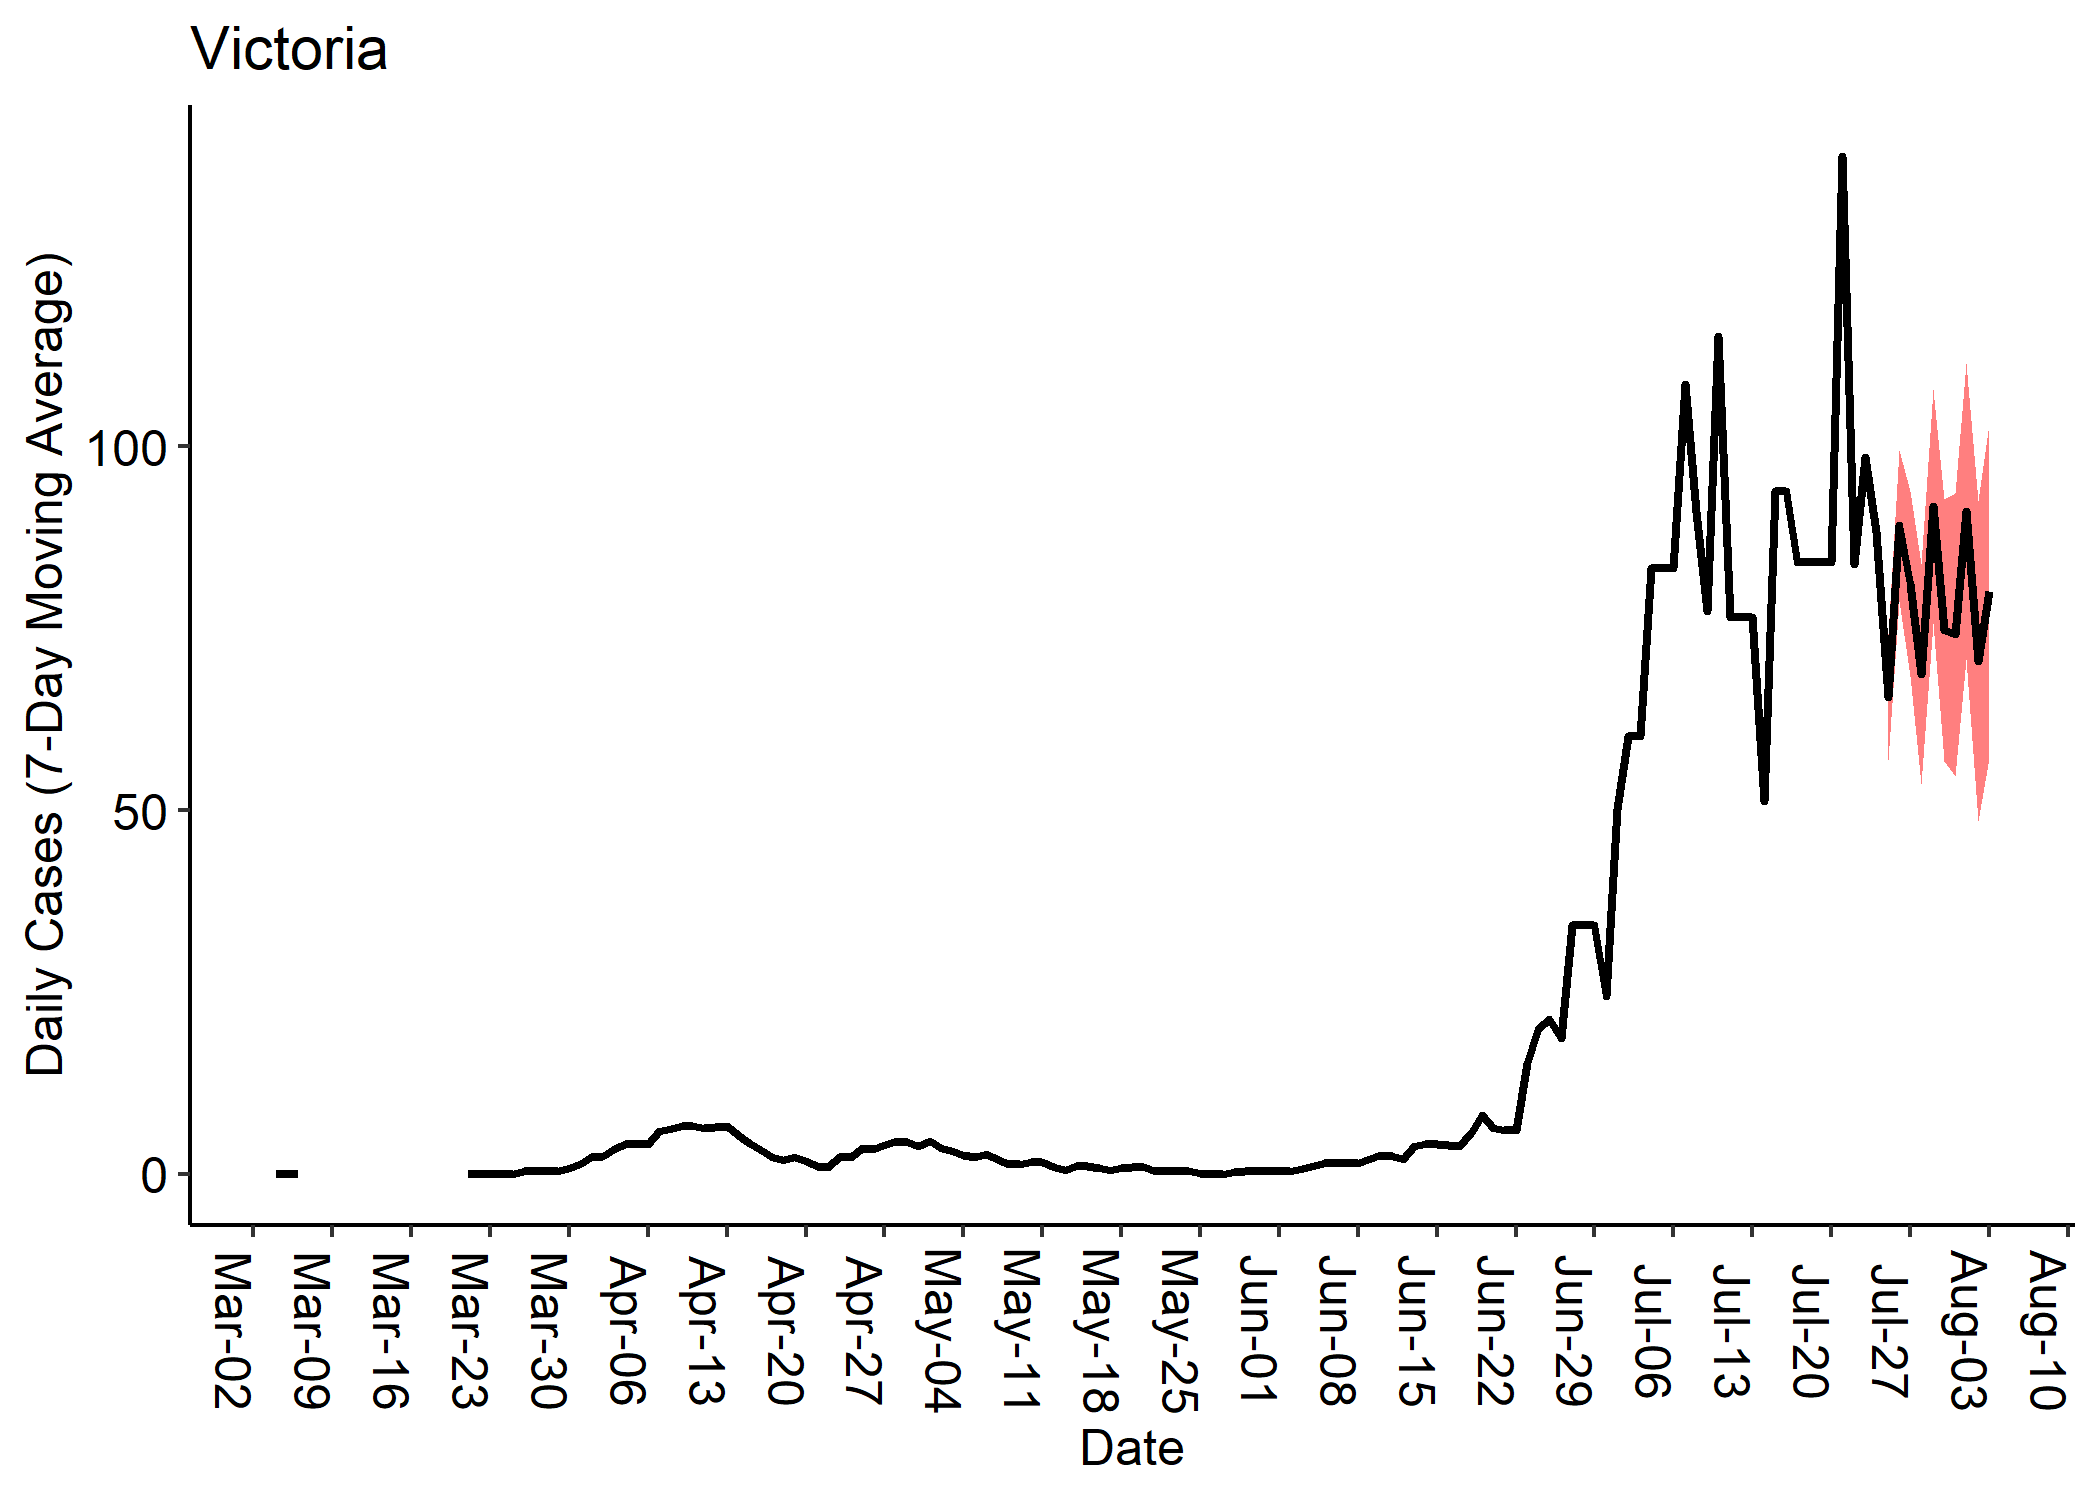 Victoria
Daily Cases (7-Day Moving Average)
100
50
0
Mar-02
Mar-09
Mar-16
Mar-23
Mar-30
Apr-06
Apr-13
Apr-20
Apr-27
May-04
May-11
May-18
May-25
Jun-01
Jun-08
Jun-15
Jun-22
Jun-29
Jul-06
Jul-13
Jul-20
Jul-27
Aug-03
Aug-10
Date